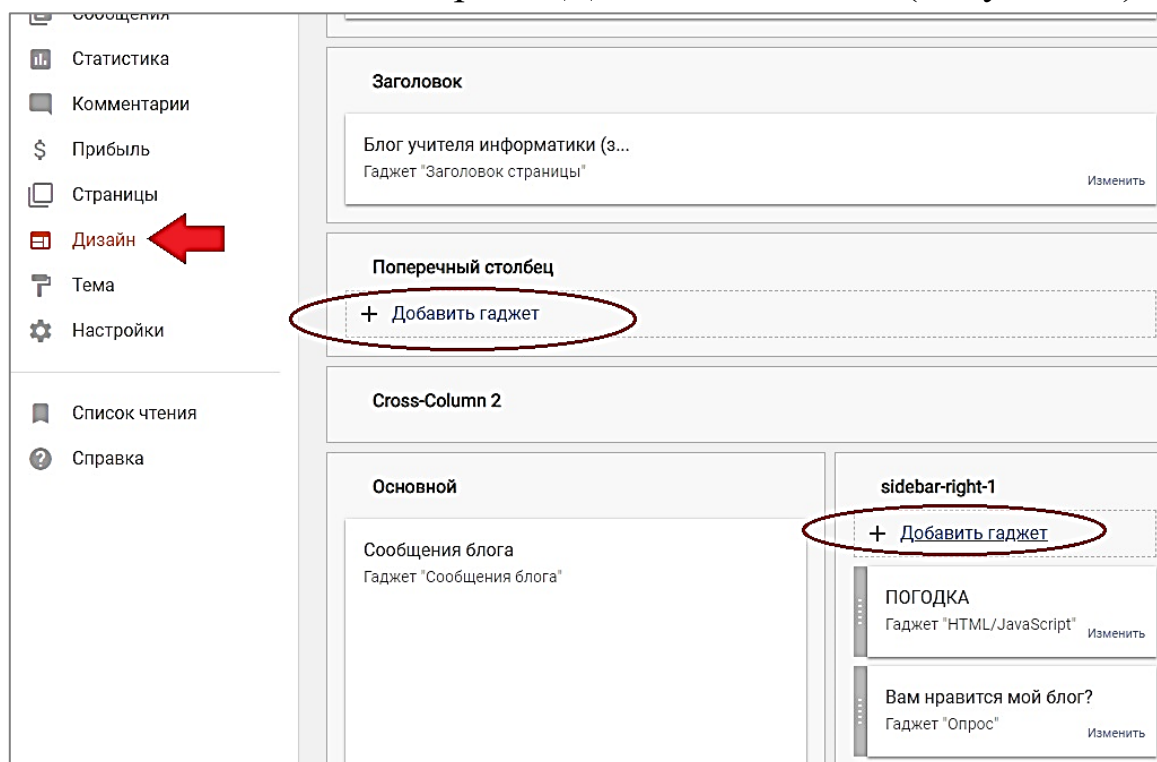 Сообщения
Статистика
Комментарии
Прибыль
Страницы
Дизайн
Тема
Настройки
Список чтения
Справка
Заголовок
Блог учителя информатики (з...
Гаджет "Заголовок страницы"
Изменить
Поперечный столбец
+ Добавить гаджет
Cross-Column 2
Основной
Сообщения блога
Гаджет "Сообщения блога"
sidebar-right-1
+ Добавить гаджет
ПОГОДКА
Гаджет "HTML/JavaScript"
Изменить
Вам нравится мой блог?
Гаджет "Опрос"
Изменить